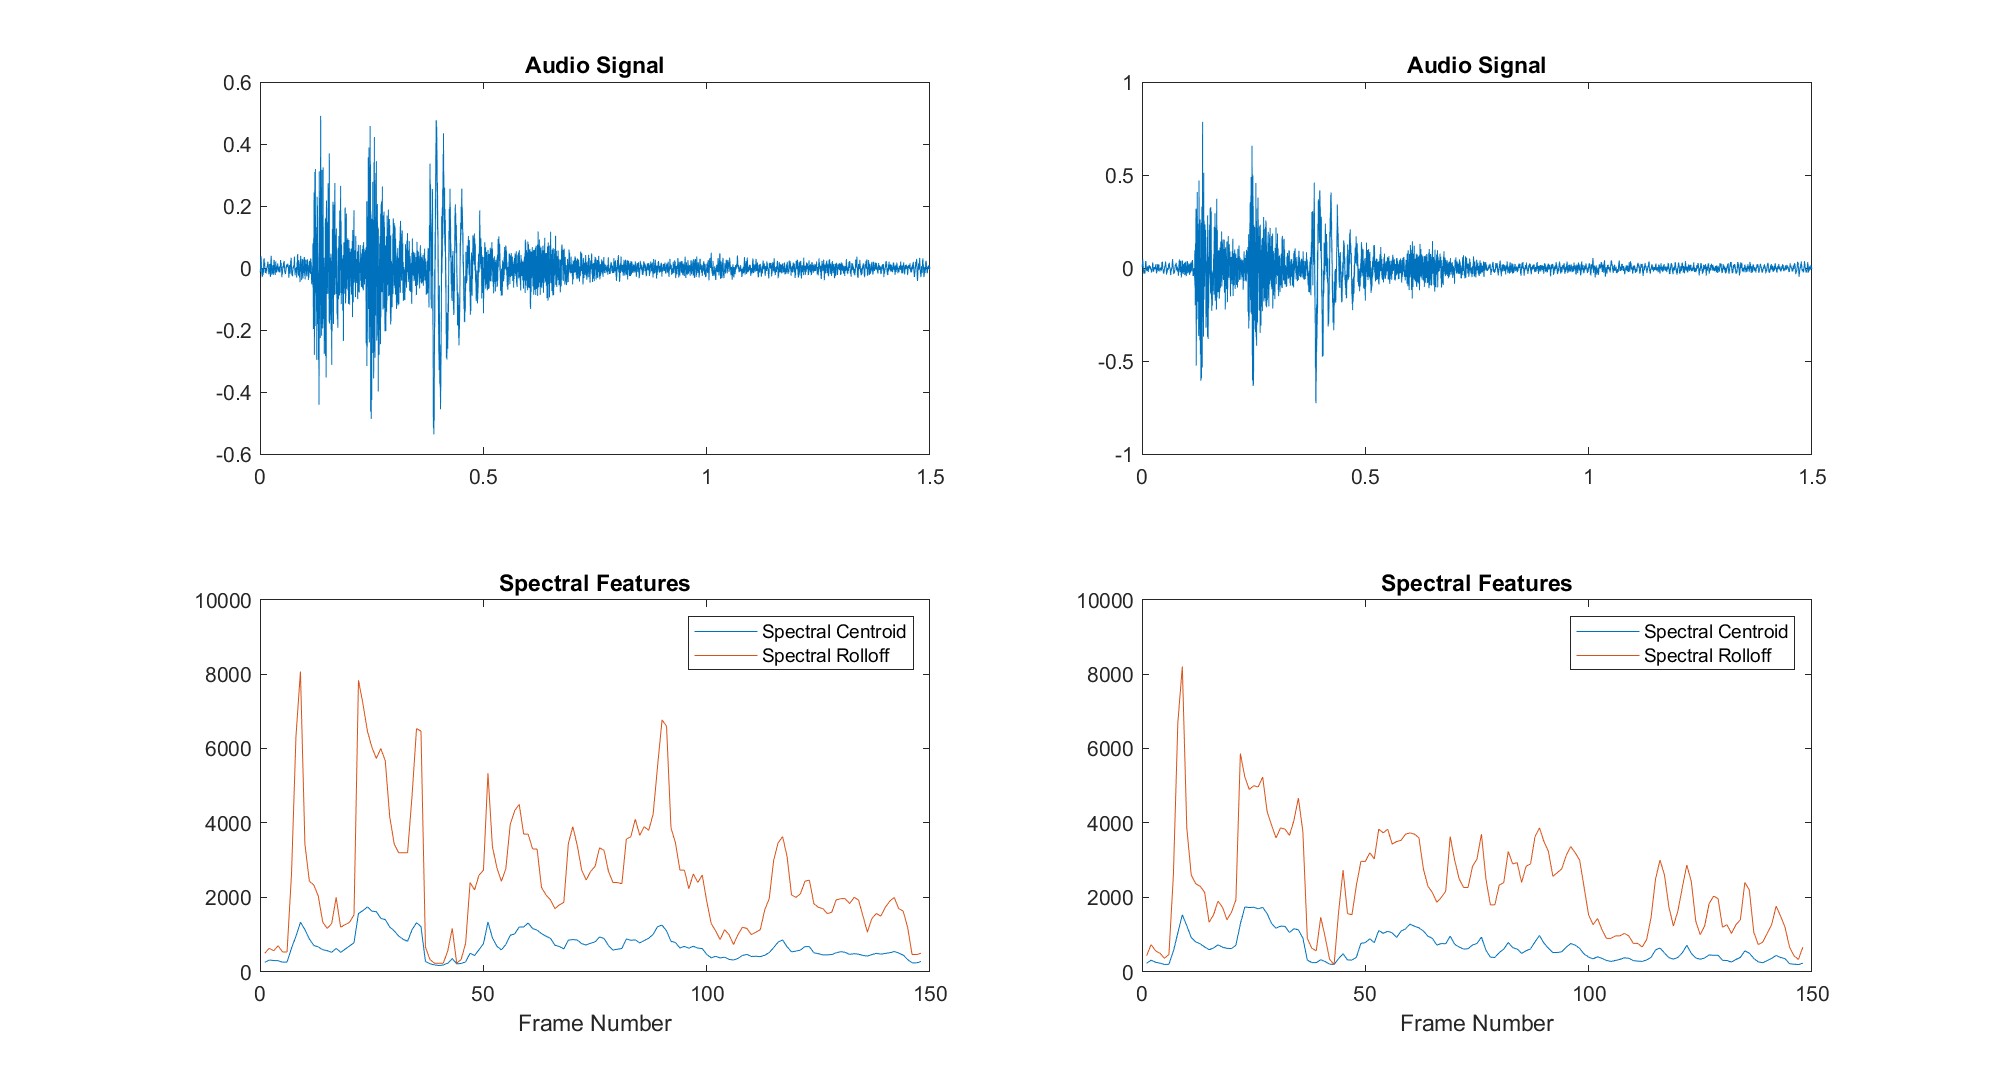 Audio Signal
0.6
0.4
0.2
0
-0.2
-0.4
-0.6
0 0.5 1 1.5
Audio Signal
1
0.5
0
-0.5
-1
0 0.5 1 1.5
Spectral Features
10000
8000
6000
4000
2000
0
Spectral Centroid
Spectral Rolloff
0 50 100 150
Frame Number
Spectral Features
10000
8000
6000
4000
2000
0
Spectral Centroid
Spectral Rolloff
0 50 100 150
Frame Number